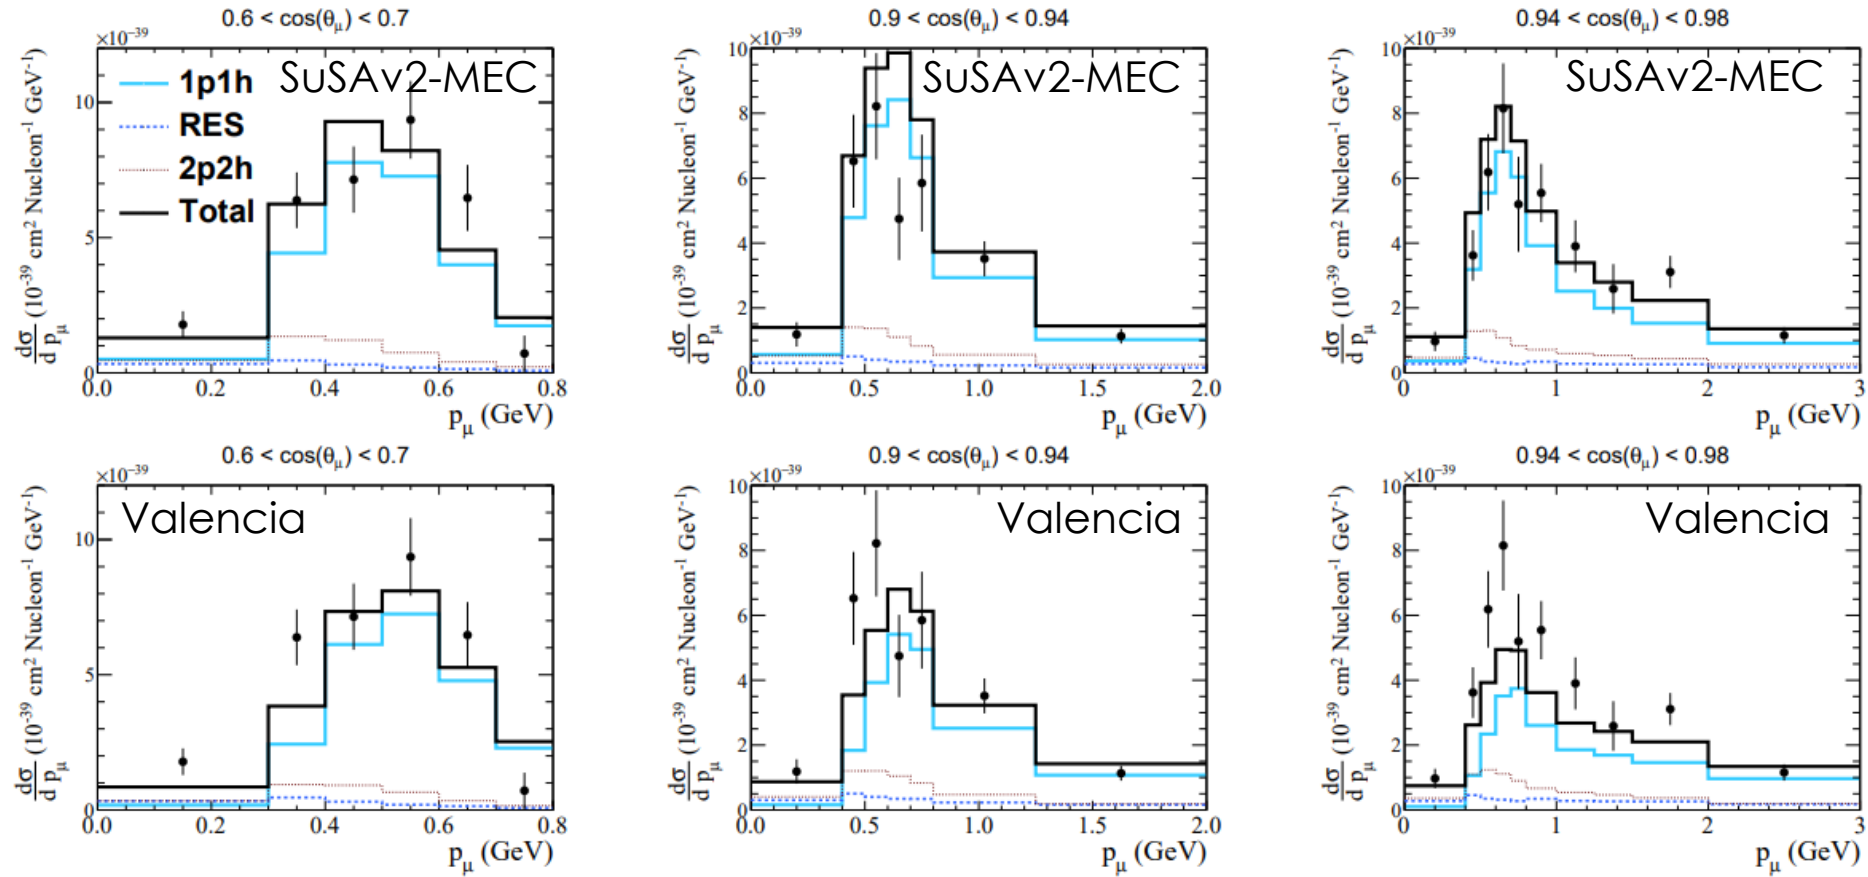 0.6 < cos(θμ) < 0.7
×10⁻³⁹
SuSAv2-MEC
1p1h
RES
2p2h
Total
10
5
0
0.0 0.2 0.4 0.6 0.8
dσ/d pμ (10⁻³⁹ cm² Nucleon⁻¹ GeV⁻¹)
pμ (GeV)
0.9 < cos(θμ) < 0.94
×10⁻³⁹
SuSAv2-MEC
10
8
6
4
2
0
0.0 0.5 1.0 1.5 2.0
dσ/d pμ (10⁻³⁹ cm² Nucleon⁻¹ GeV⁻¹)
pμ (GeV)
0.94 < cos(θμ) < 0.98
×10⁻³⁹
SuSAv2-MEC
10
8
6
4
2
0
0 1 2 3
dσ/d pμ (10⁻³⁹ cm² Nucleon⁻¹ GeV⁻¹)
pμ (GeV)
0.6 < cos(θμ) < 0.7
×10⁻³⁹
Valencia
10
5
0
0.0 0.2 0.4 0.6 0.8
dσ/d pμ (10⁻³⁹ cm² Nucleon⁻¹ GeV⁻¹)
pμ (GeV)
0.9 < cos(θμ) < 0.94
×10⁻³⁹
Valencia
10
8
6
4
2
0
0.0 0.5 1.0 1.5 2.0
dσ/d pμ (10⁻³⁹ cm² Nucleon⁻¹ GeV⁻¹)
pμ (GeV)
0.94 < cos(θμ) < 0.98
×10⁻³⁹
Valencia
10
8
6
4
2
0
0 1 2 3
dσ/d pμ (10⁻³⁹ cm² Nucleon⁻¹ GeV⁻¹)
pμ (GeV)